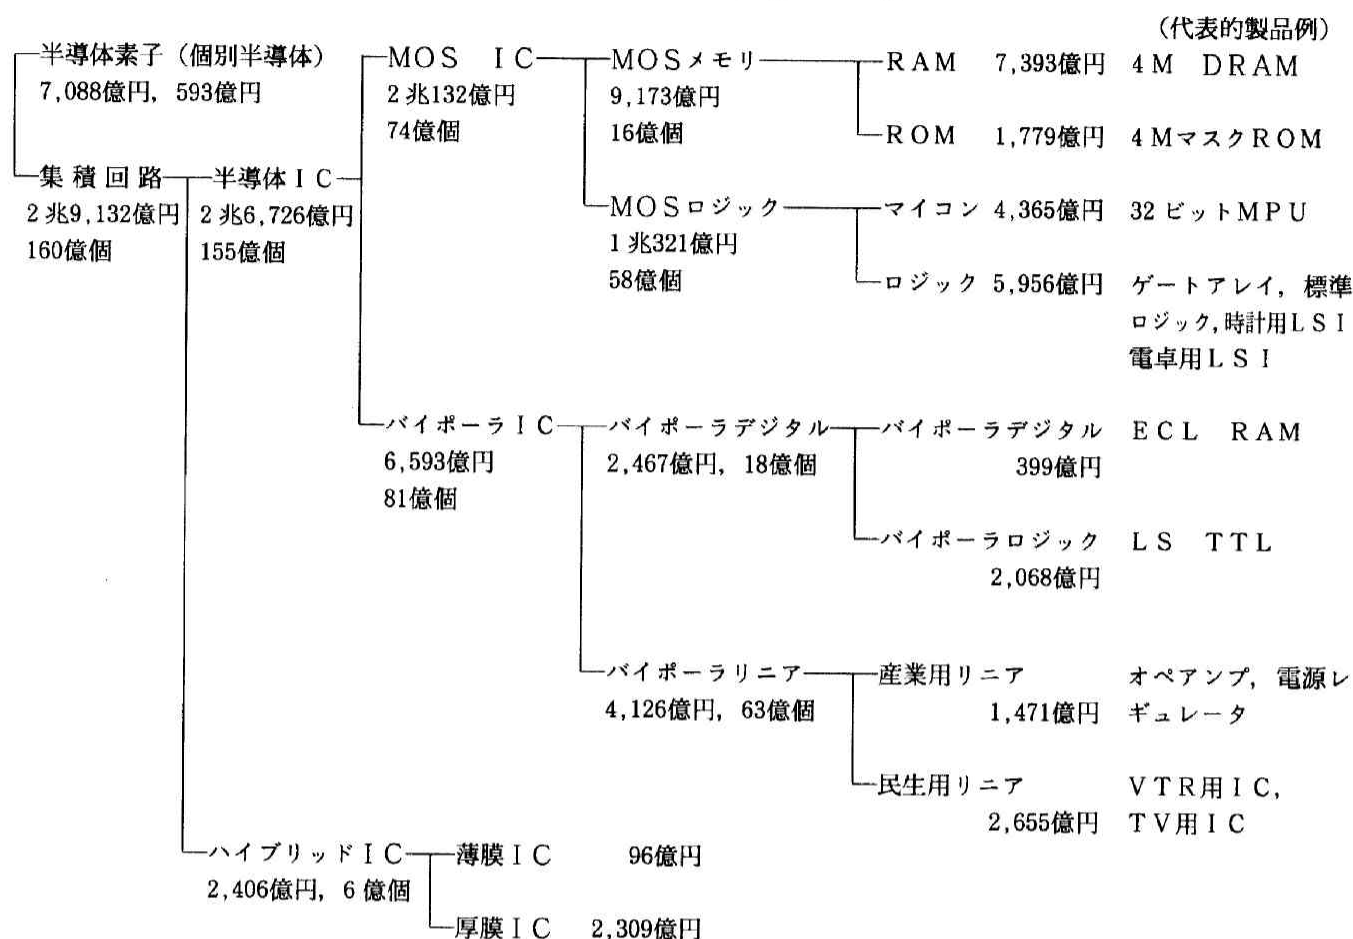 （代表的製品例）
半導体素子（個別半導体）
7,088億円，593億円
MOS IC
2兆132億円
74億個
MOSメモリ
9,173億円
16億個
RAM 7,393億円 4M DRAM
ROM 1,779億円 4MマスクROM
集積回路
2兆9,132億円
160億個
半導体IC
2兆6,726億円
155億個
MOSロジック
1兆321億円
58億個
マイコン 4,365億円 32ビットMPU
ロジック 5,956億円 ゲートアレイ，標準
ロジック，時計用LSI
電卓用LSI
バイポーラIC
6,593億円
81億個
バイポーラデジタル
2,467億円，18億個
バイポーラデジタル ECL RAM
399億円
バイポーラロジック LS TTL
2,068億円
バイポーラリニア
4,126億円，63億個
産業用リニア オペアンプ，電源レ
1,471億円 ギュレータ
民生用リニア VTR用IC，
2,655億円 TV用IC
ハイブリッドIC
2,406億円，6億個
薄膜IC 96億円
厚膜IC 2,309億円